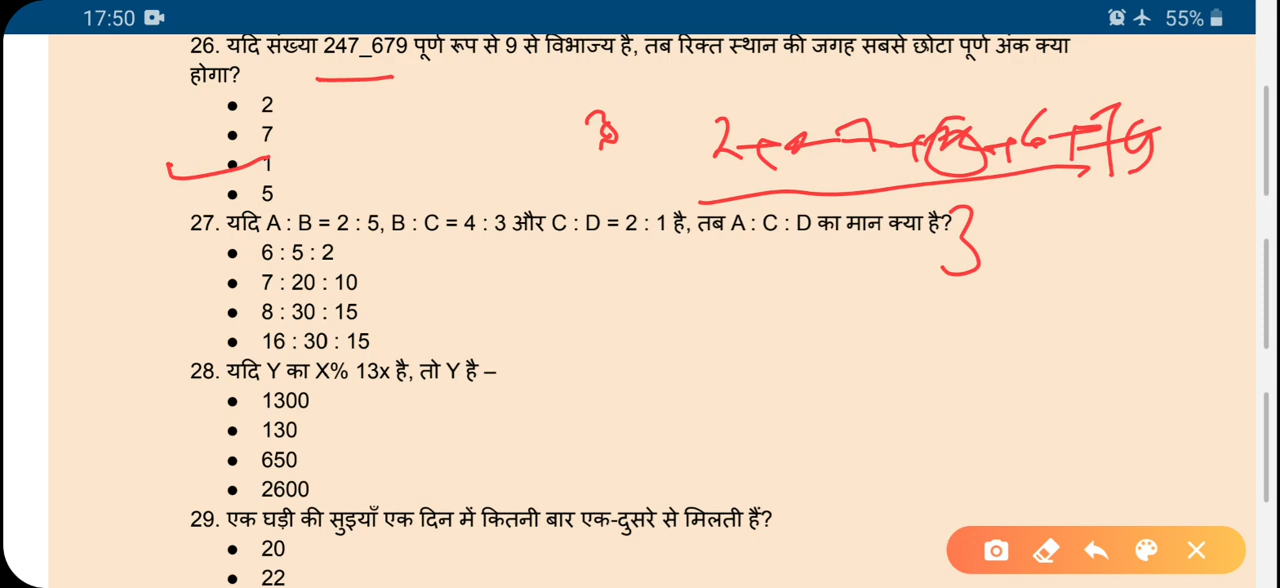 17:50 55%
26. यदि संख्या 247_679 पूर्ण रूप से 9 से विभाज्य है, तब रिक्त स्थान की जगह सबसे छोटा पूर्ण अंक क्या
होगा?
• 2
• 7
• 1
• 5
27. यदि A : B = 2 : 5, B : C = 4 : 3 और C : D = 2 : 1 है, तब A : C : D का मान क्या है?
3
• 6 : 5 : 2
• 7 : 20 : 10
• 8 : 30 : 15
• 16 : 30 : 15
28. यदि Y का X% 13x है, तो Y है –
• 1300
• 130
• 650
• 2600
29. एक घड़ी की सुइयाँ एक दिन में कितनी बार एक-दुसरे से मिलती हैं?
• 20
• 22